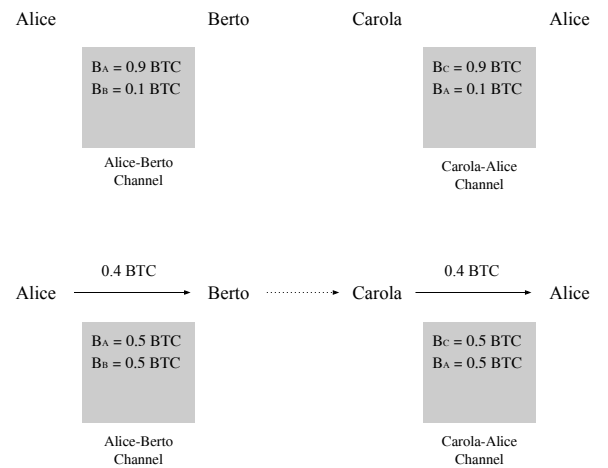 Alice Berto Carola Alice
BA = 0.9 BTC
BB = 0.1 BTC
Alice-Berto
Channel
BC = 0.9 BTC
BA = 0.1 BTC
Carola-Alice
Channel
0.4 BTC 0.4 BTC
Alice Berto Carola Alice
BA = 0.5 BTC
BB = 0.5 BTC
Alice-Berto
Channel
BC = 0.5 BTC
BA = 0.5 BTC
Carola-Alice
Channel